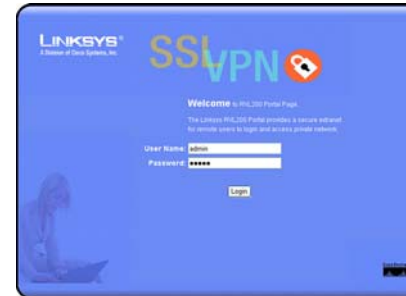 LINKSYS®
A Division of Cisco Systems, Inc.
SSL VPN
Welcome to RVL200 Portal Page.
The Linksys RVL200 Portal provides a secure extranet
for remote users to login and access private network.
User Name: admin
Password: •••••
Login